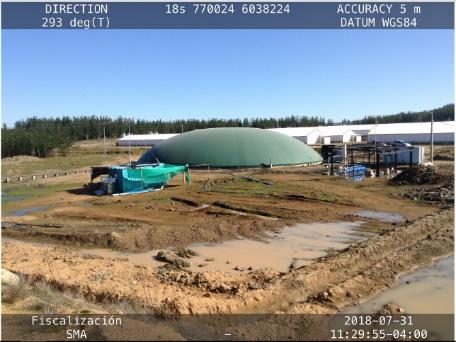 DIRECTION
293 deg(T)
18s 770024 6038224
ACCURACY 5 m
DATUM WGS84
Fiscalización
SMA
–
2018-07-31
11:29:55-04:00